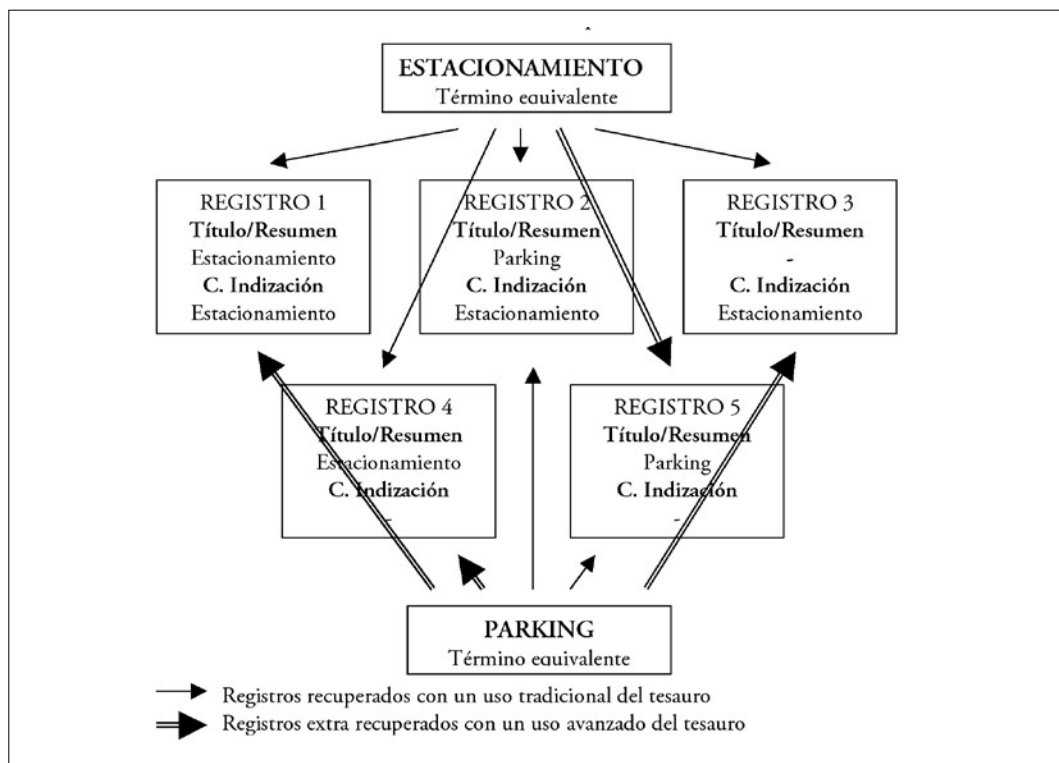 ESTACIONAMIENTO
Término equivalente
REGISTRO 1
Título/Resumen
Estacionamiento
C. Indización
Estacionamiento
REGISTRO 2
Título/Resumen
Parking
C. Indización
Estacionamiento
REGISTRO 3
Título/Resumen
-
C. Indización
Estacionamiento
REGISTRO 4
Título/Resumen
Estacionamiento
C. Indización
-
REGISTRO 5
Título/Resumen
Parking
C. Indización
-
PARKING
Término equivalente
Registros recuperados con un uso tradicional del tesauro
Registros extra recuperados con un uso avanzado del tesauro